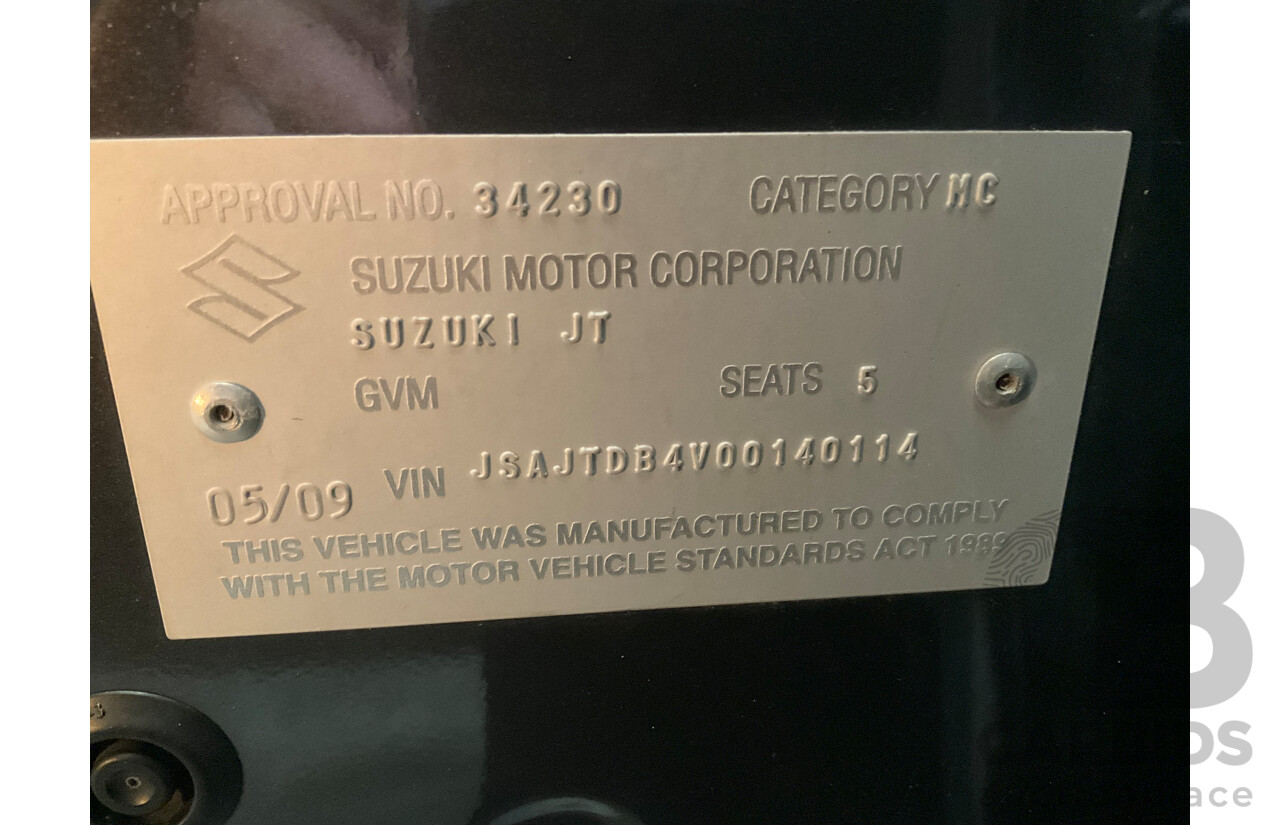 APPROVAL NO. 34230 CATEGORY MC
SUZUKI MOTOR CORPORATION
SUZUKI JT
GVM SEATS 5
05/09 VIN JSAJTDB4V00140114
THIS VEHICLE WAS MANUFACTURED TO COMPLY
WITH THE MOTOR VEHICLE STANDARDS ACT 1989